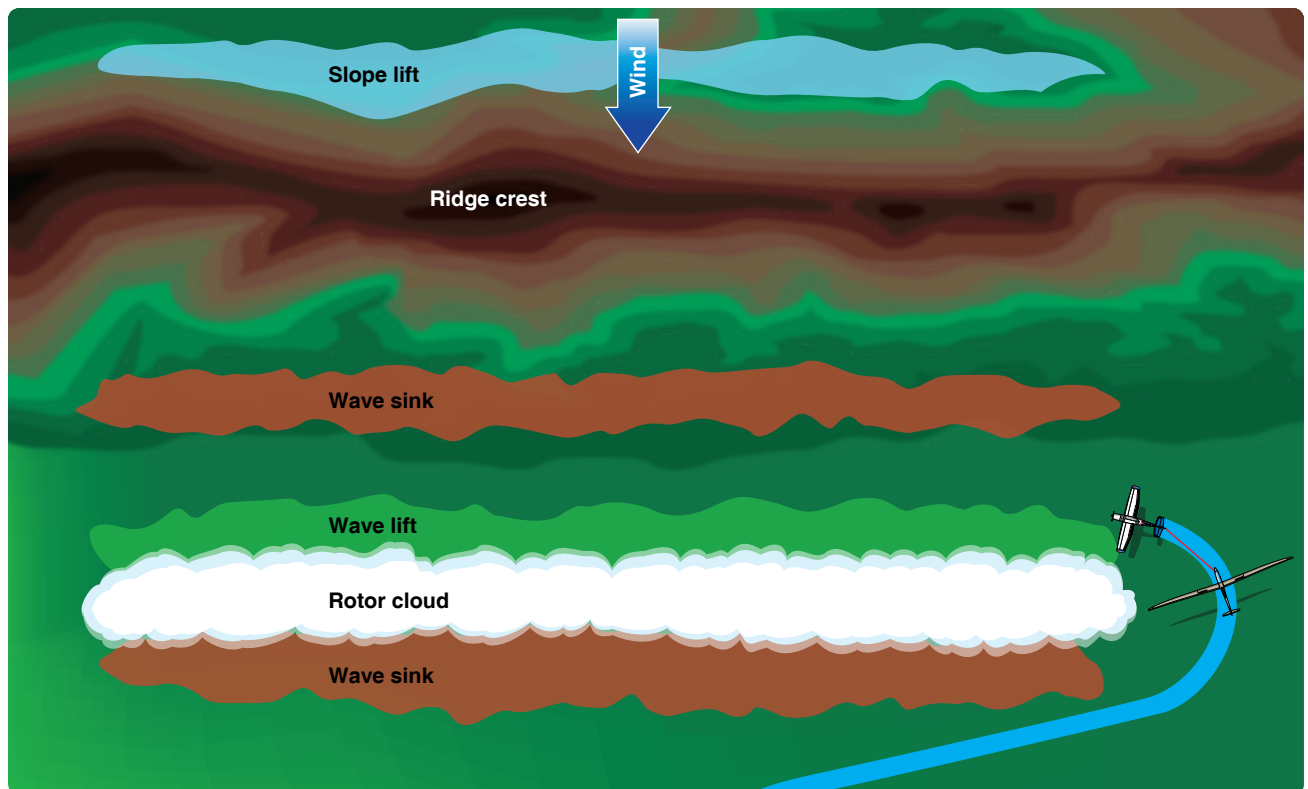 Slope lift
Wind
Ridge crest
Wave sink
Wave lift
Rotor cloud
Wave sink